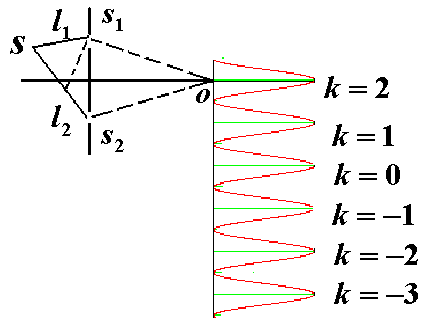 s
l₁
s₁
l₂
s₂
o
k = 2
k = 1
k = 0
k = −1
k = −2
k = −3